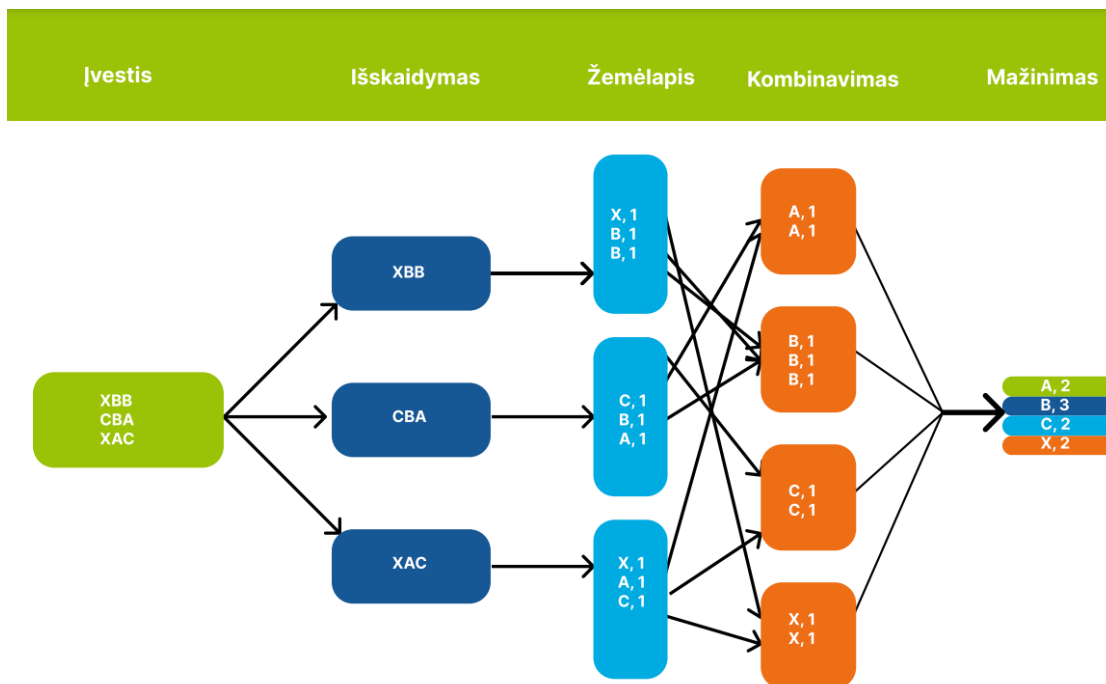 Įvestis
Išskaidymas
Žemėlapis
Kombinavimas
Mažinimas
XBB
CBA
XAC
XBB
CBA
XAC
X, 1
B, 1
B, 1
C, 1
B, 1
A, 1
X, 1
A, 1
C, 1
A, 1
A, 1
B, 1
B, 1
B, 1
C, 1
C, 1
X, 1
X, 1
A, 2
B, 3
C, 2
X, 2